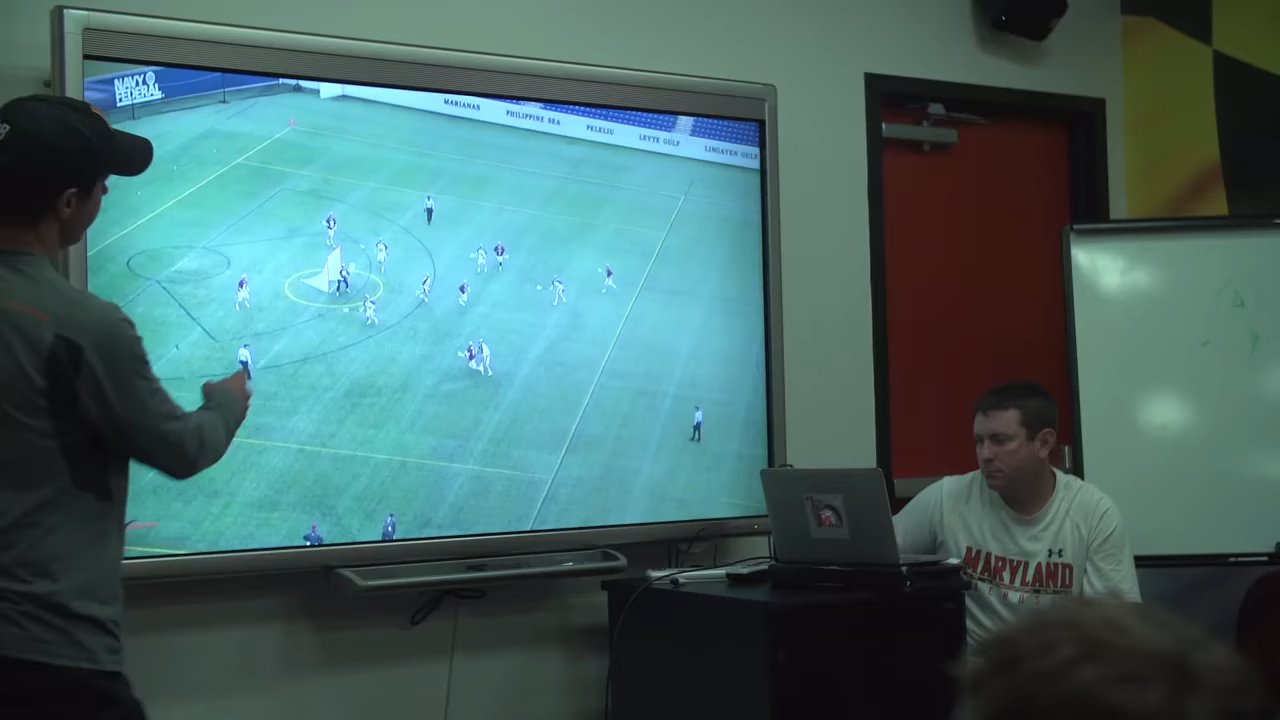 NAVY
FEDERAL
MARIANAS
PHILIPPINE SEA
PELELIU
LEYTE GULF
LINGAYEN GULF
MARYLAND